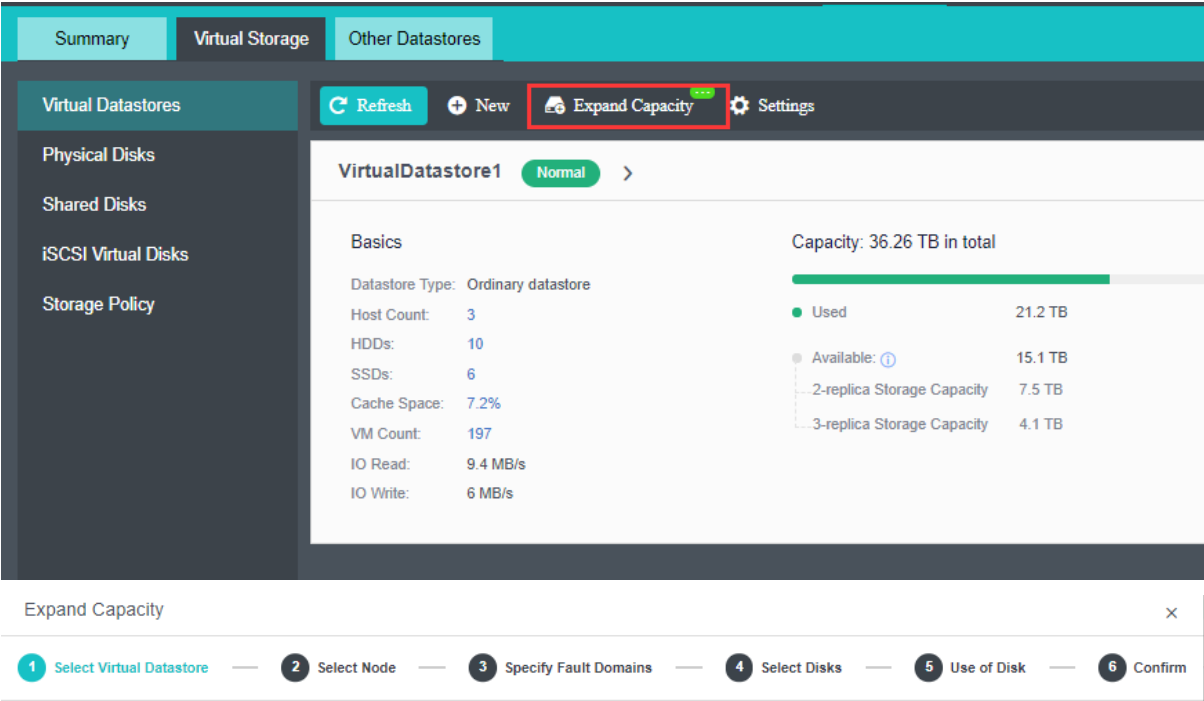 Summary Virtual Storage Other Datastores
Virtual Datastores
Physical Disks
Shared Disks
iSCSI Virtual Disks
Storage Policy
Refresh New Expand Capacity Settings
VirtualDatastore1 Normal
Basics
Datastore Type: Ordinary datastore
Host Count: 3
HDDs: 10
SSDs: 6
Cache Space: 7.2%
VM Count: 197
IO Read: 9.4 MB/s
IO Write: 6 MB/s
Capacity: 36.26 TB in total
Used 21.2 TB
Available: 15.1 TB
2-replica Storage Capacity 7.5 TB
3-replica Storage Capacity 4.1 TB
Expand Capacity
1 Select Virtual Datastore 2 Select Node 3 Specify Fault Domains 4 Select Disks 5 Use of Disk 6 Confirm